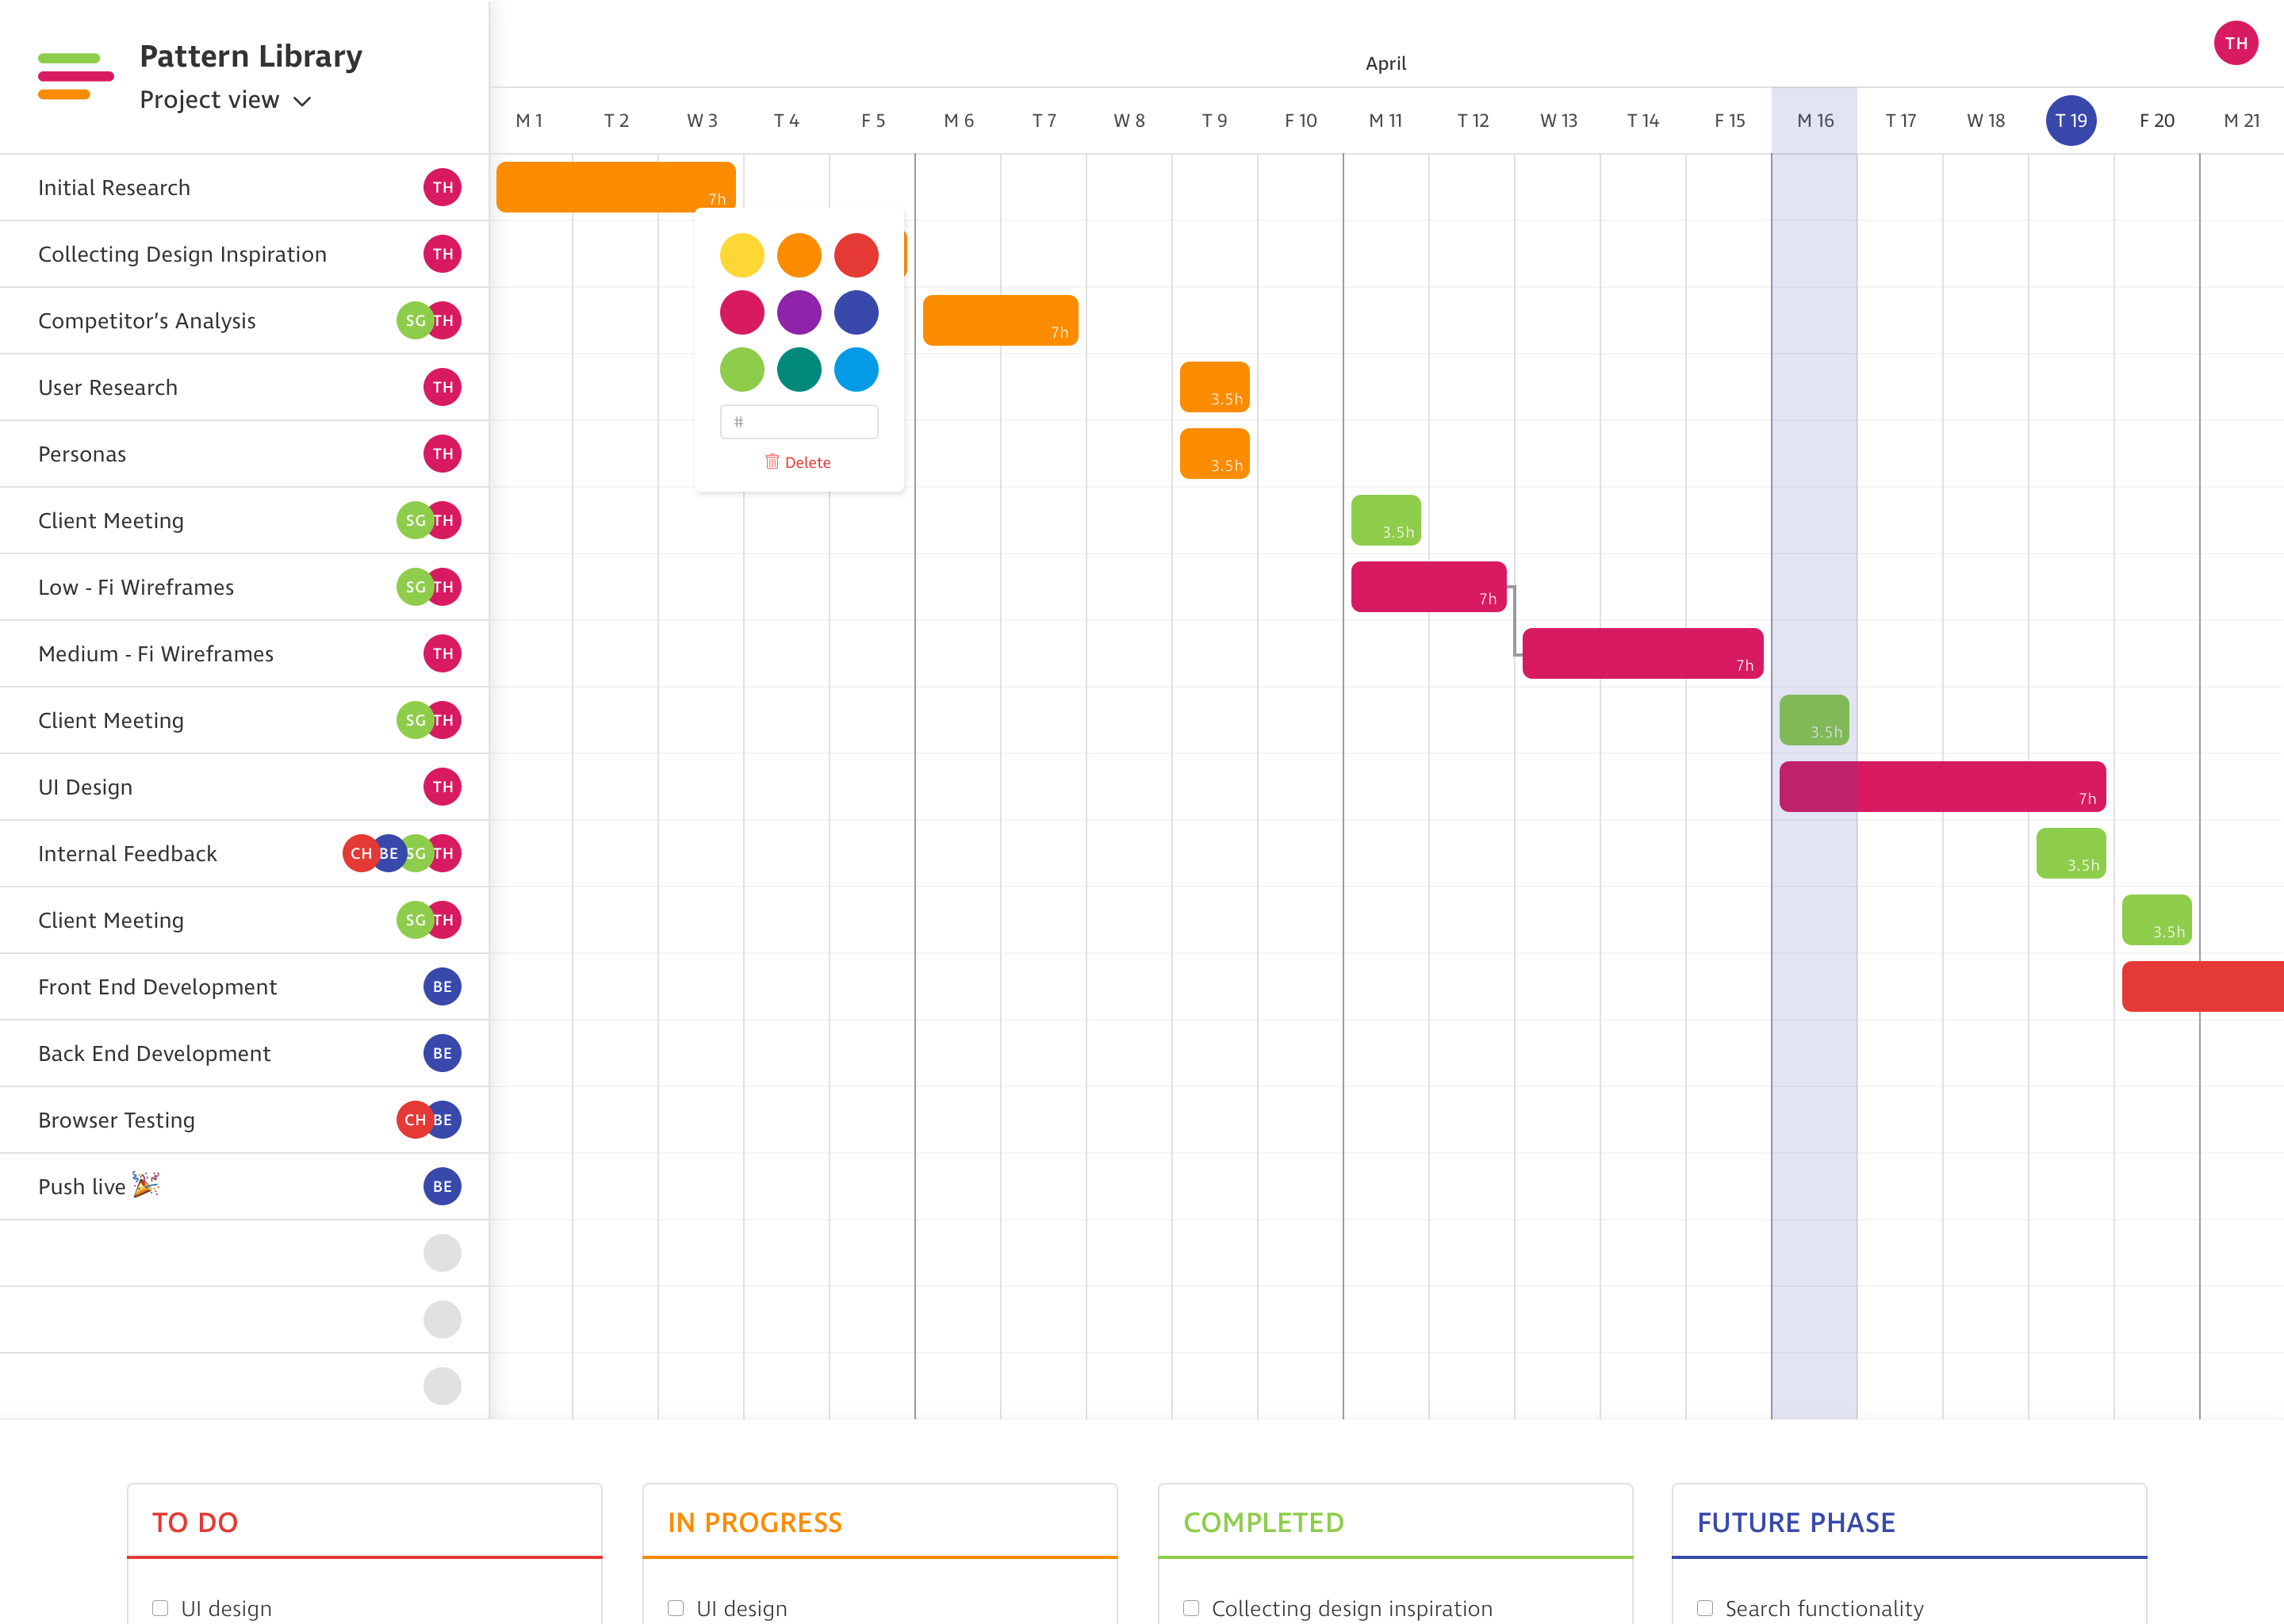 Pattern Library
Project view
April
TH
M 1 T 2 W 3 T 4 F 5 M 6 T 7 W 8 T 9 F 10 M 11 T 12 W 13 T 14 F 15 M 16 T 17 W 18 T 19 F 20 M 21
Initial Research TH 7h
Collecting Design Inspiration TH
Competitor’s Analysis SG TH 7h
User Research TH 3.5h
#
Personas TH 3.5h
Delete
Client Meeting SG TH 3.5h
Low - Fi Wireframes SG TH 7h
Medium - Fi Wireframes TH 7h
Client Meeting SG TH 3.5h
UI Design TH 7h
Internal Feedback CH BE SG TH 3.5h
Client Meeting SG TH 3.5h
Front End Development BE
Back End Development BE
Browser Testing CH BE
Push live BE
TO DO
UI design
IN PROGRESS
UI design
COMPLETED
Collecting design inspiration
FUTURE PHASE
Search functionality